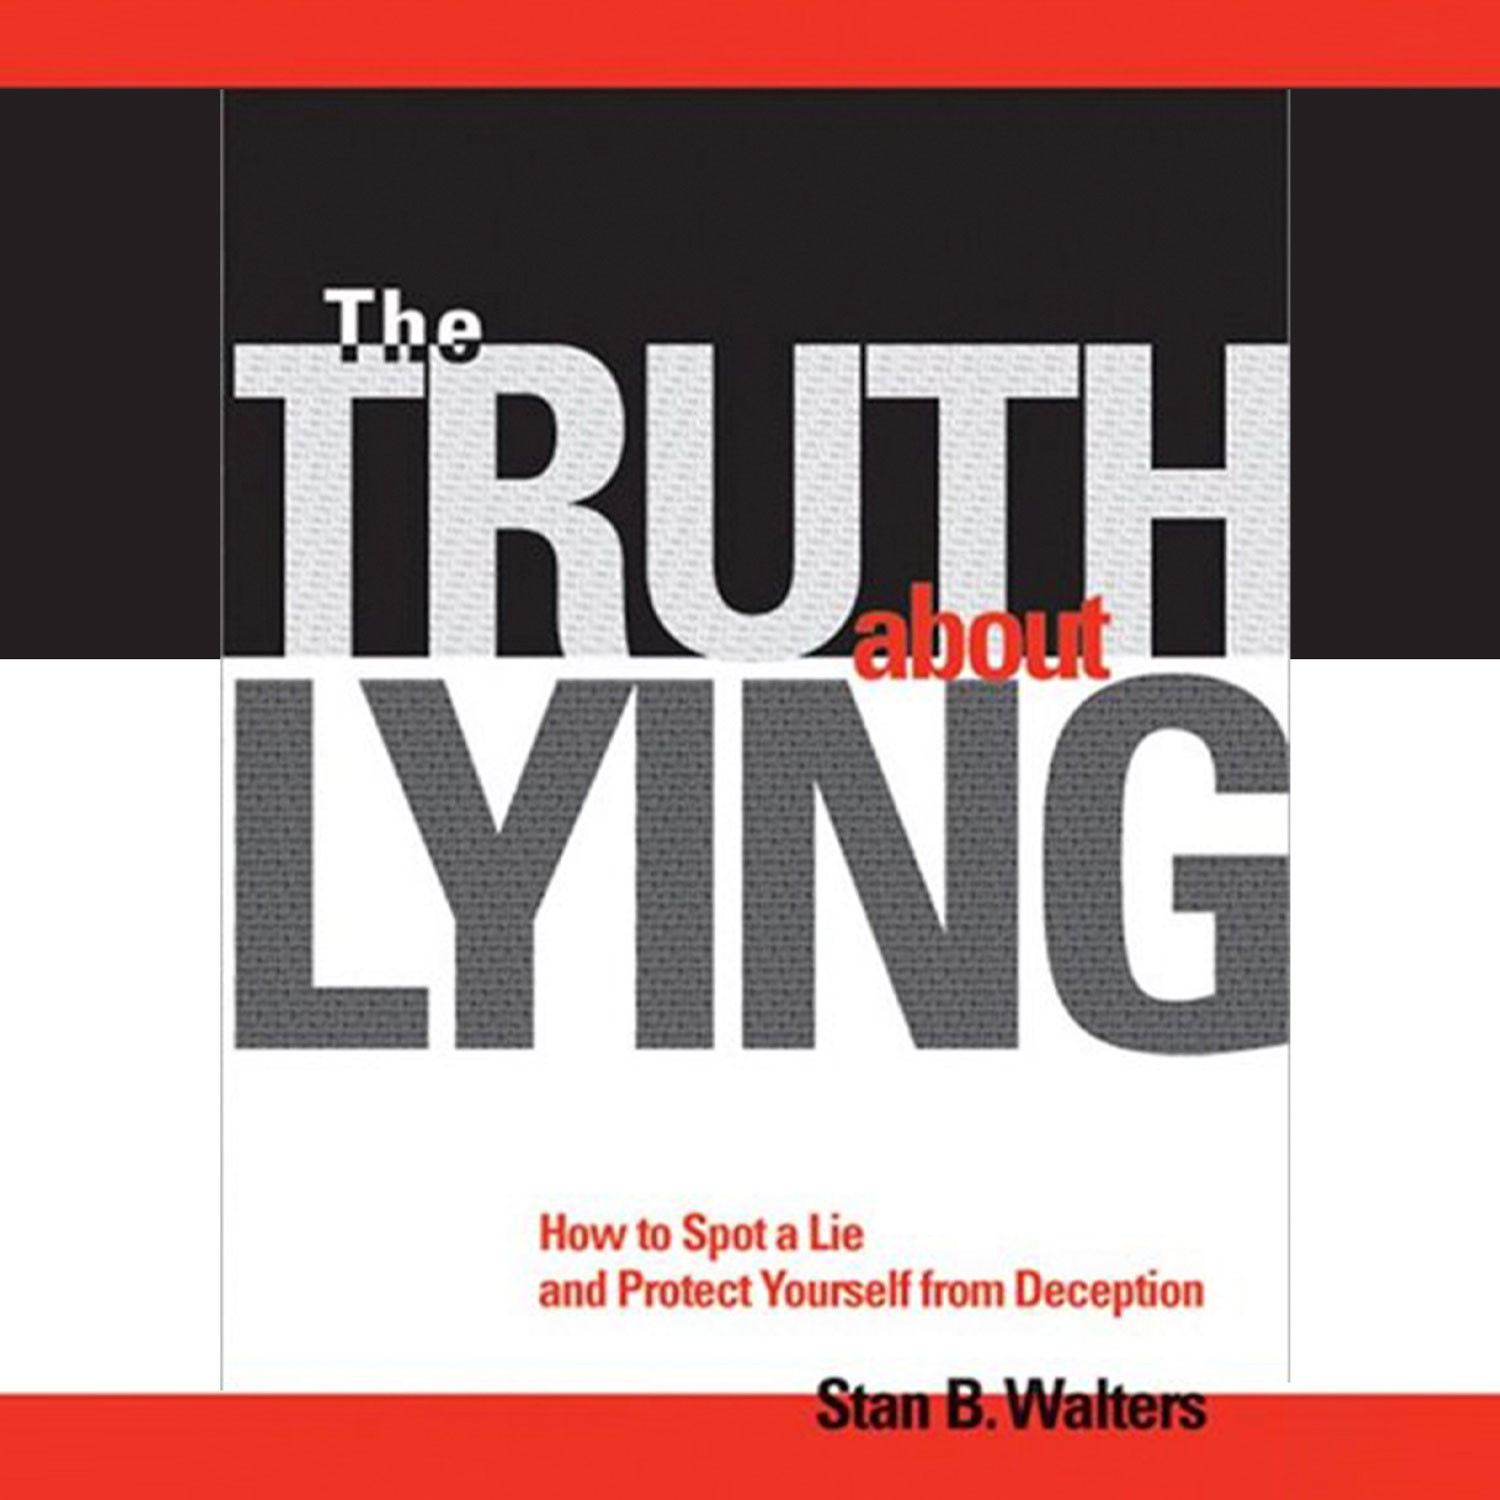 The
TRUTH
about
LYING
How to Spot a Lie
and Protect Yourself from Deception
Stan B. Walters